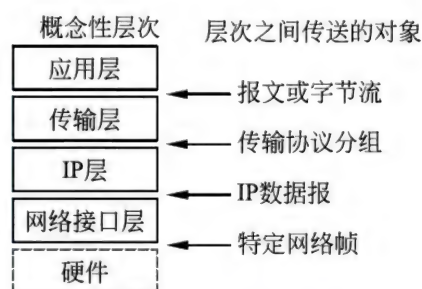 概念性层次 层次之间传送的对象
应用层
报文或字节流
传输层
传输协议分组
IP层
IP数据报
网络接口层
特定网络帧
硬件